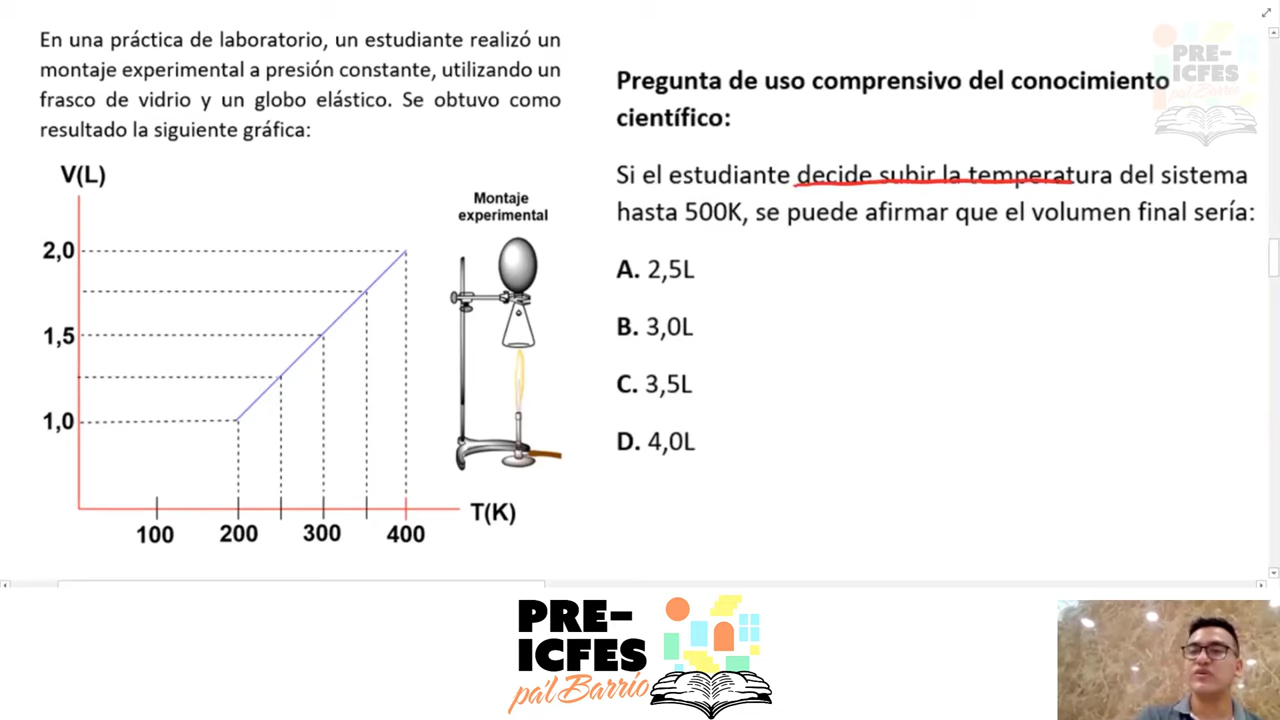 En una práctica de laboratorio, un estudiante realizó un
montaje experimental a presión constante, utilizando un
frasco de vidrio y un globo elástico. Se obtuvo como
resultado la siguiente gráfica:
V(L)
2,0
1,5
1,0
100 200 300 400
T(K)
Montaje
experimental
PRE-
ICFES
pa'l Barrio
Pregunta de uso comprensivo del conocimiento
científico:
Si el estudiante decide subir la temperatura del sistema
hasta 500K, se puede afirmar que el volumen final sería:
A. 2,5L
B. 3,0L
C. 3,5L
D. 4,0L
PRE-
ICFES
pa'l Barrio